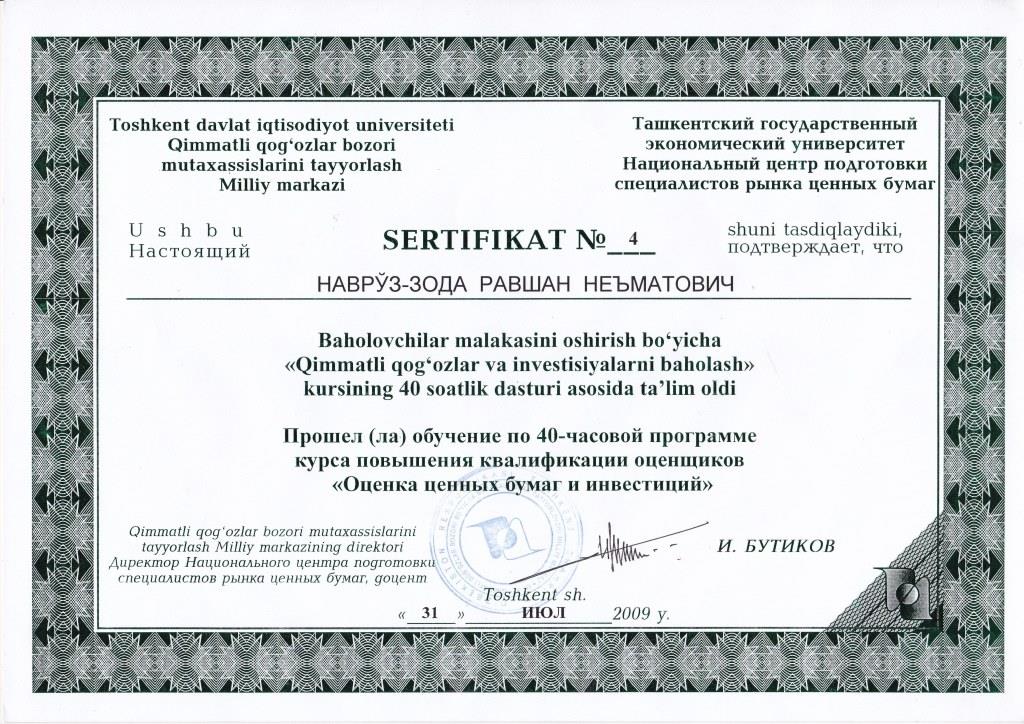 Toshkent davlat iqtisodiyot universiteti
Qimmatli qog‘ozlar bozori
mutaxassislarini tayyorlash
Milliy markazi
Ташкентский государственный
экономический университет
Национальный центр подготовки
специалистов рынка ценных бумаг
Ushbu
Настоящий
SERTIFIKAT № 4
shuni tasdiqlaydiki,
подтверждает, что
НАВРЎЗ-ЗОДА РАВШАН НЕЪМАТОВИЧ
Baholovchilar malakasini oshirish bo‘yicha
«Qimmatli qog‘ozlar va investisiyalarni baholash»
kursining 40 soatlik dasturi asosida ta’lim oldi
Прошел (ла) обучение по 40-часовой программе
курса повышения квалификации оценщиков
«Оценка ценных бумаг и инвестиций»
Qimmatli qog‘ozlar bozori mutaxassislarini
tayyorlash Milliy markazining direktori
Директор Национального центра подготовки
специалистов рынка ценных бумаг, доцент
И. БУТИКОВ
Toshkent sh.
« 31 » ИЮЛ 2009 y.